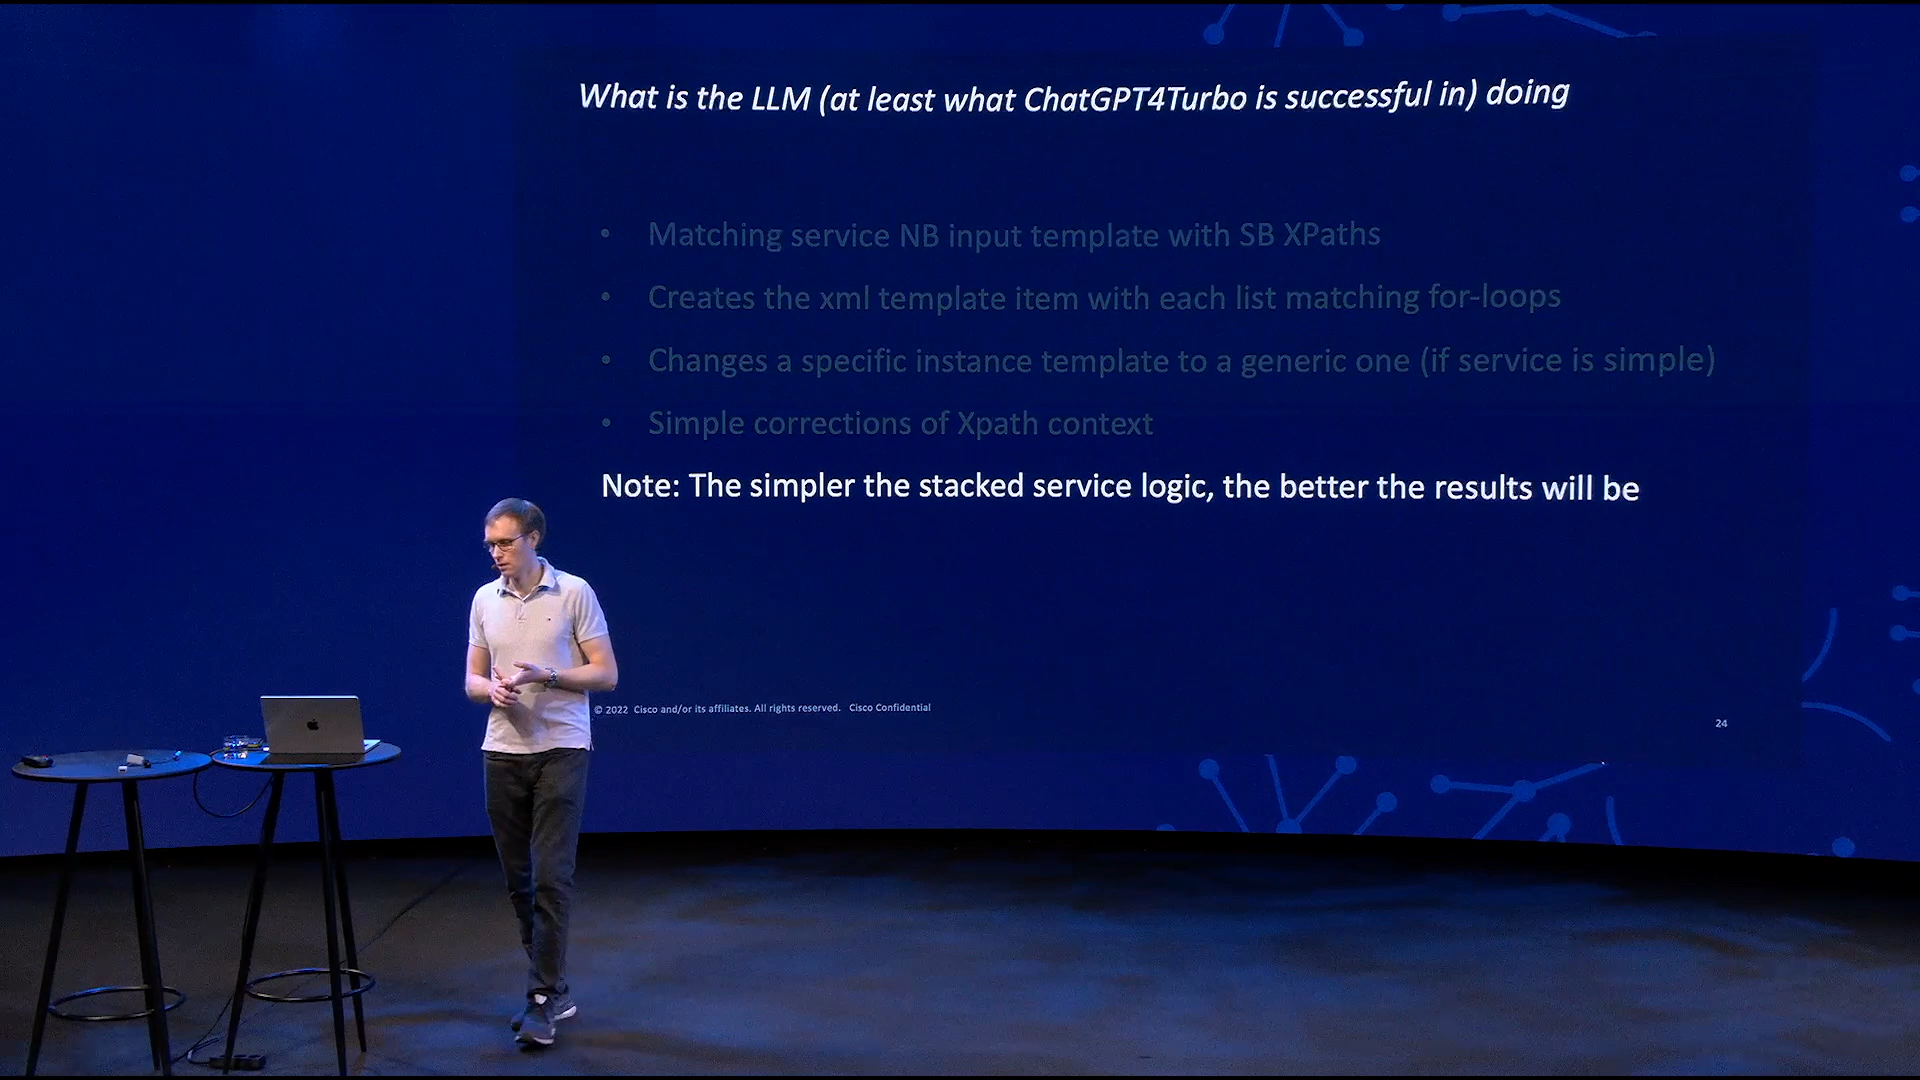 What is the LLM (at least what ChatGPT4Turbo is successful in) doing
• Matching service NB input template with SB XPaths
• Creates the xml template item with each list matching for-loops
• Changes a specific instance template to a generic one (if service is simple)
• Simple corrections of Xpath context
Note: The simpler the stacked service logic, the better the results will be
© 2022 Cisco and/or its affiliates. All rights reserved. Cisco Confidential
24